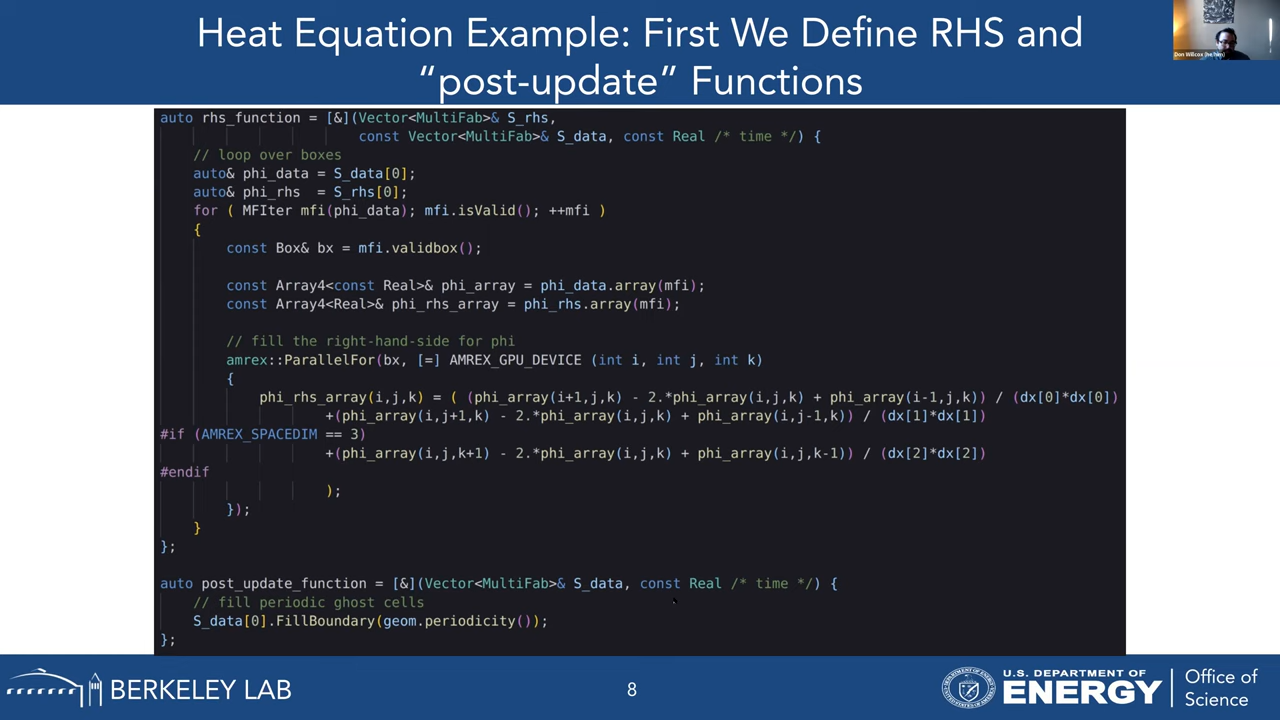 Heat Equation Example: First We Define RHS and
“post-update” Functions
Don Willcox (he/him)
auto rhs_function = [&](Vector<MultiFab>& S_rhs,
const Vector<MultiFab>& S_data, const Real /* time */) {
// loop over boxes
auto& phi_data = S_data[0];
auto& phi_rhs  = S_rhs[0];
for ( MFIter mfi(phi_data); mfi.isValid(); ++mfi )
{
const Box& bx = mfi.validbox();
const Array4<const Real>& phi_array = phi_data.array(mfi);
const Array4<Real>& phi_rhs_array = phi_rhs.array(mfi);
// fill the right-hand-side for phi
amrex::ParallelFor(bx, [=] AMREX_GPU_DEVICE (int i, int j, int k)
{
phi_rhs_array(i,j,k) = ( (phi_array(i+1,j,k) - 2.*phi_array(i,j,k) + phi_array(i-1,j,k)) / (dx[0]*dx[0])
+(phi_array(i,j+1,k) - 2.*phi_array(i,j,k) + phi_array(i,j-1,k)) / (dx[1]*dx[1])
#if (AMREX_SPACEDIM == 3)
+(phi_array(i,j,k+1) - 2.*phi_array(i,j,k) + phi_array(i,j,k-1)) / (dx[2]*dx[2])
#endif
);
});
}
};
auto post_update_function = [&](Vector<MultiFab>& S_data, const Real /* time */) {
// fill periodic ghost cells
S_data[0].FillBoundary(geom.periodicity());
};
BERKELEY LAB
8
U.S. DEPARTMENT OF
ENERGY
Office of
Science